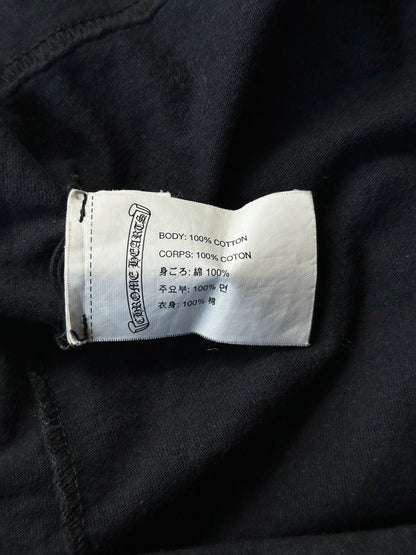 CHROME HEARTS
BODY: 100% COTTON
CORPS: 100% COTON
身ごろ: 綿 100%
주요부: 100% 면
衣身: 100% 棉